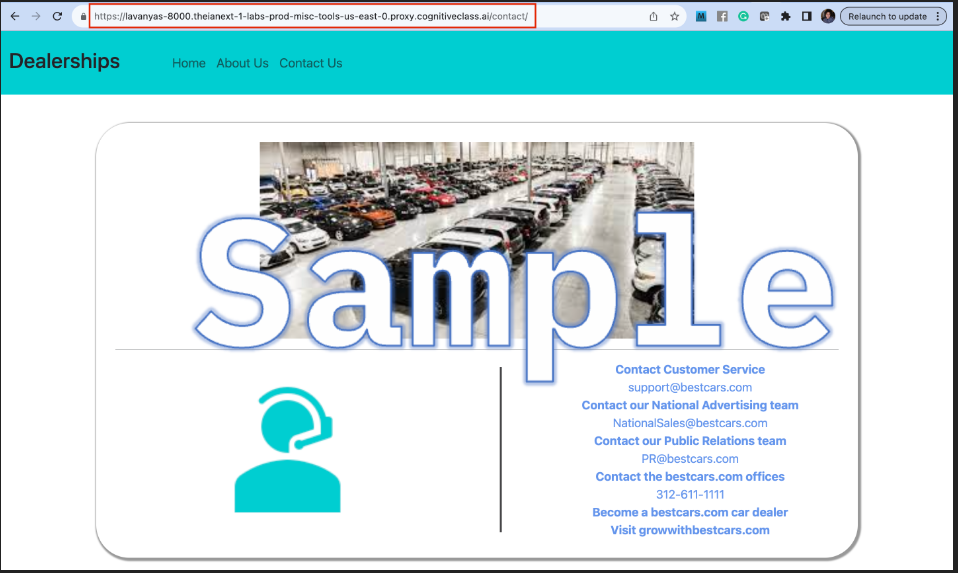 https://lavanyas-8000.theianext-1-labs-prod-misc-tools-us-east-0.proxy.cognitiveclass.ai/contact/
Relaunch to update
Dealerships
Home About Us Contact Us
Sample
Contact Customer Service
support@bestcars.com
Contact our National Advertising team
NationalSales@bestcars.com
Contact our Public Relations team
PR@bestcars.com
Contact the bestcars.com offices
312-611-1111
Become a bestcars.com car dealer
Visit growwithbestcars.com